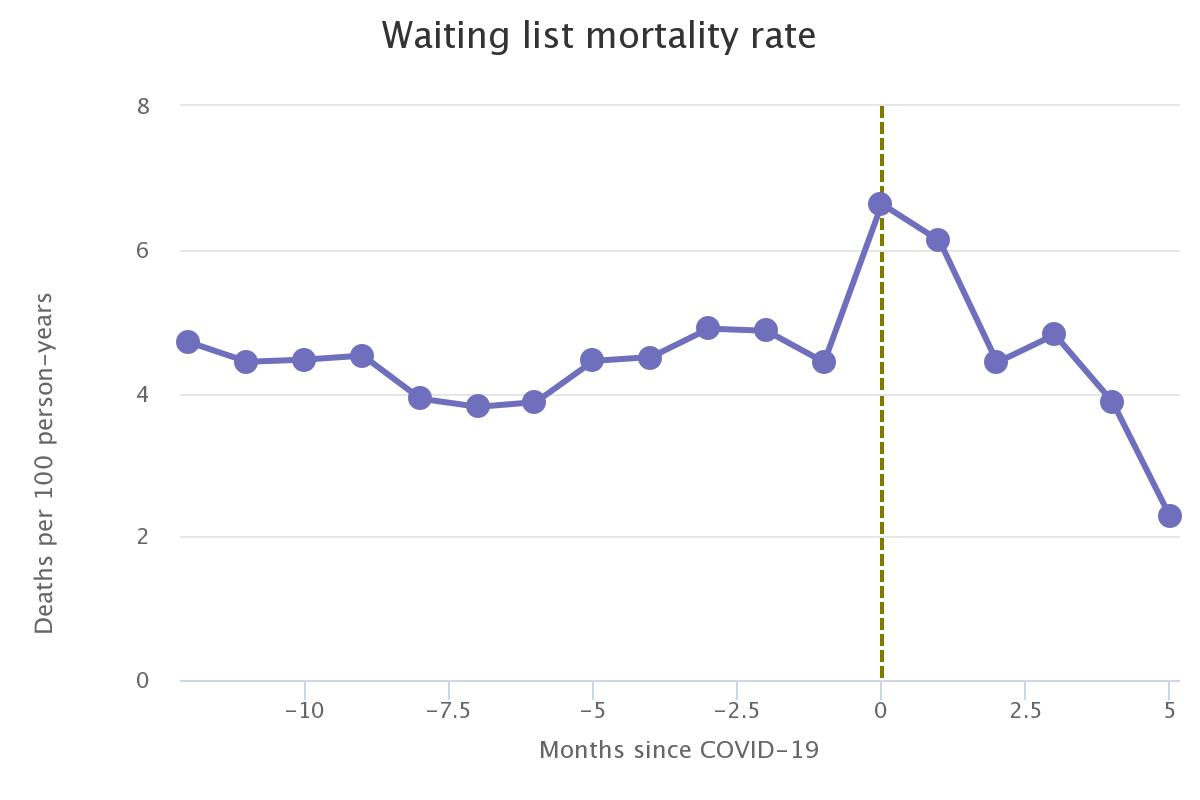 Waiting list mortality rate
8
6
4
2
0
Deaths per 100 person−years
−10 −7.5 −5 −2.5 0 2.5 5
Months since COVID−19